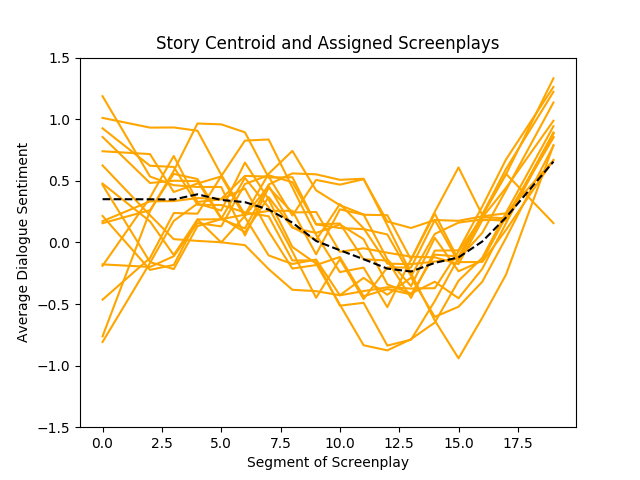 Story Centroid and Assigned Screenplays
Average Dialogue Sentiment
1.5
1.0
0.5
0.0
−0.5
−1.0
−1.5
0.0 2.5 5.0 7.5 10.0 12.5 15.0 17.5
Segment of Screenplay